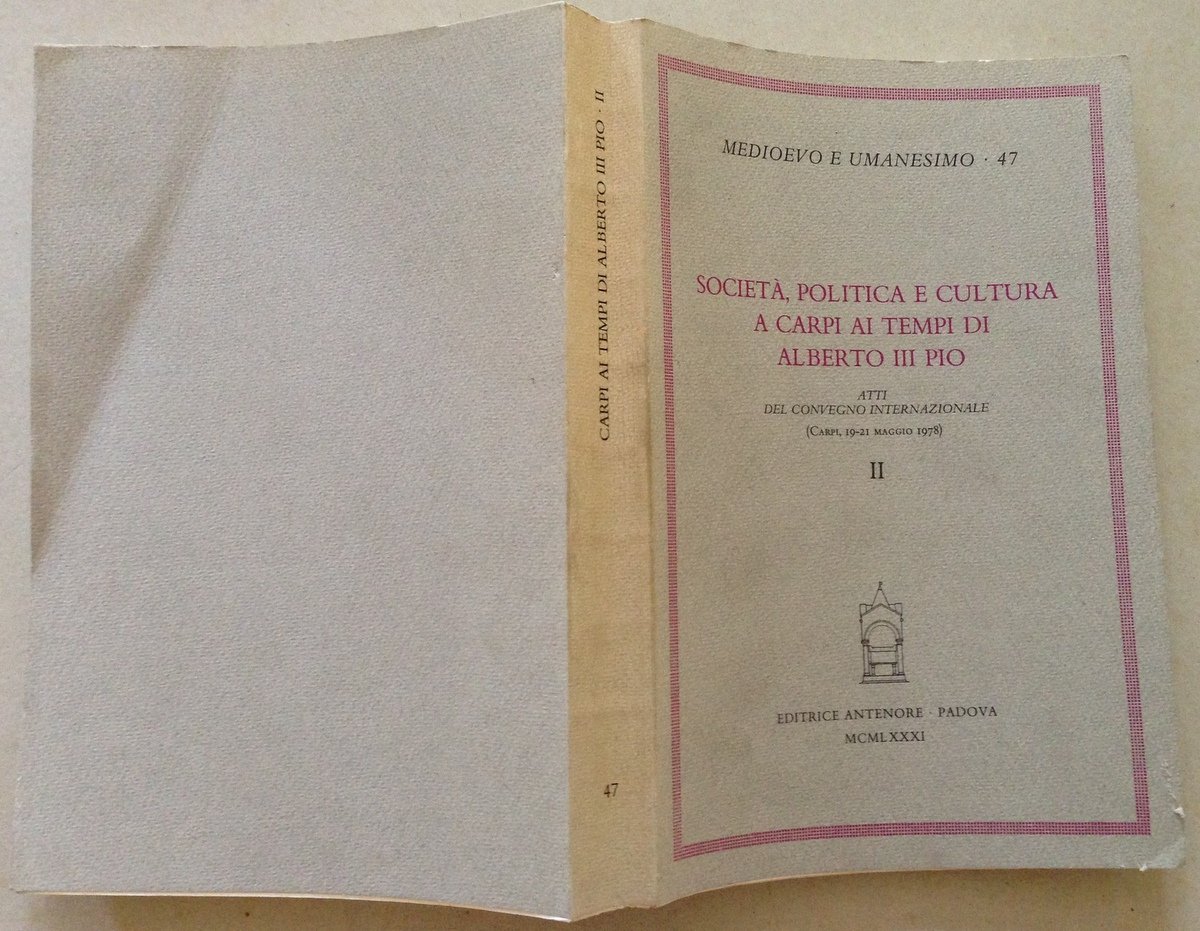 CARPI AI TEMPI DI ALBERTO III PIO · II
47
MEDIOEVO E UMANESIMO · 47
SOCIETÀ, POLITICA E CULTURA
A CARPI AI TEMPI DI
ALBERTO III PIO
ATTI
DEL CONVEGNO INTERNAZIONALE
(CARPI, 19-21 MAGGIO 1978)
II
EDITRICE ANTENORE · PADOVA
MCMLXXXI